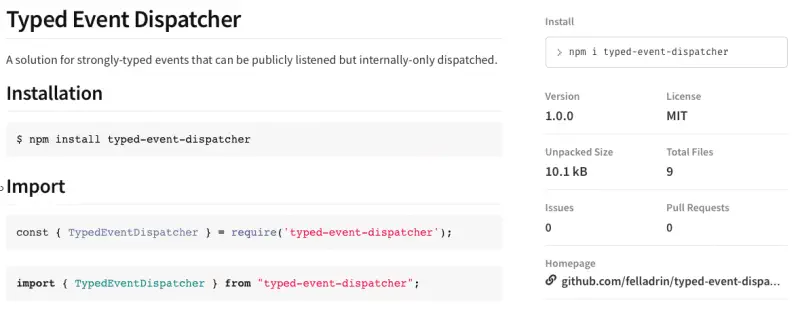 Typed Event Dispatcher
A solution for strongly-typed events that can be publicly listened but internally-only dispatched.
Installation
$ npm install typed-event-dispatcher
Import
const { TypedEventDispatcher } = require('typed-event-dispatcher');
import { TypedEventDispatcher } from "typed-event-dispatcher";
Install
> npm i typed-event-dispatcher
Version License
1.0.0 MIT
Unpacked Size Total Files
10.1 kB 9
Issues Pull Requests
0 0
Homepage
github.com/felladrin/typed-event-dispa...